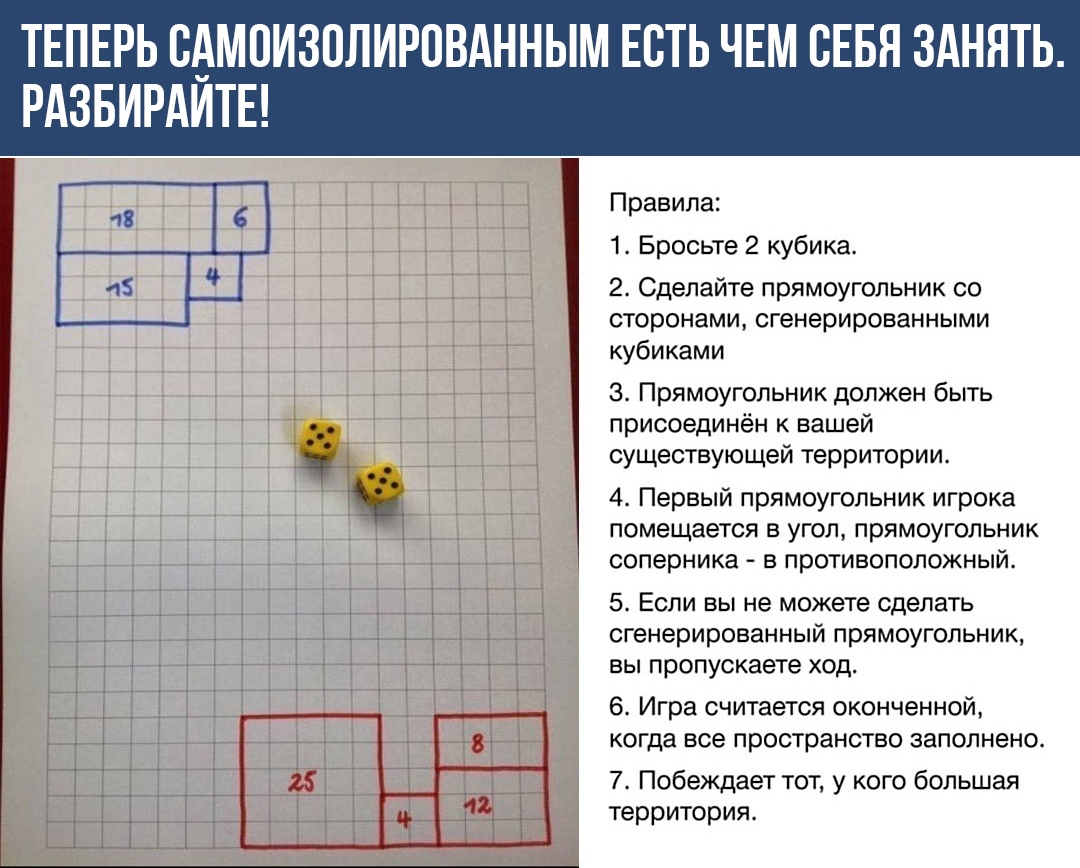 ТЕПЕРЬ САМОИЗОЛИРОВАННЫМ ЕСТЬ ЧЕМ СЕБЯ ЗАНЯТЬ.
РАЗБИРАЙТЕ!
18
6
15
4
8
25
4
12
Правила:
1. Бросьте 2 кубика.
2. Сделайте прямоугольник со
сторонами, сгенерированными
кубиками
3. Прямоугольник должен быть
присоединён к вашей
существующей территории.
4. Первый прямоугольник игрока
помещается в угол, прямоугольник
соперника - в противоположный.
5. Если вы не можете сделать
сгенерированный прямоугольник,
вы пропускаете ход.
6. Игра считается оконченной,
когда все пространство заполнено.
7. Побеждает тот, у кого большая
территория.